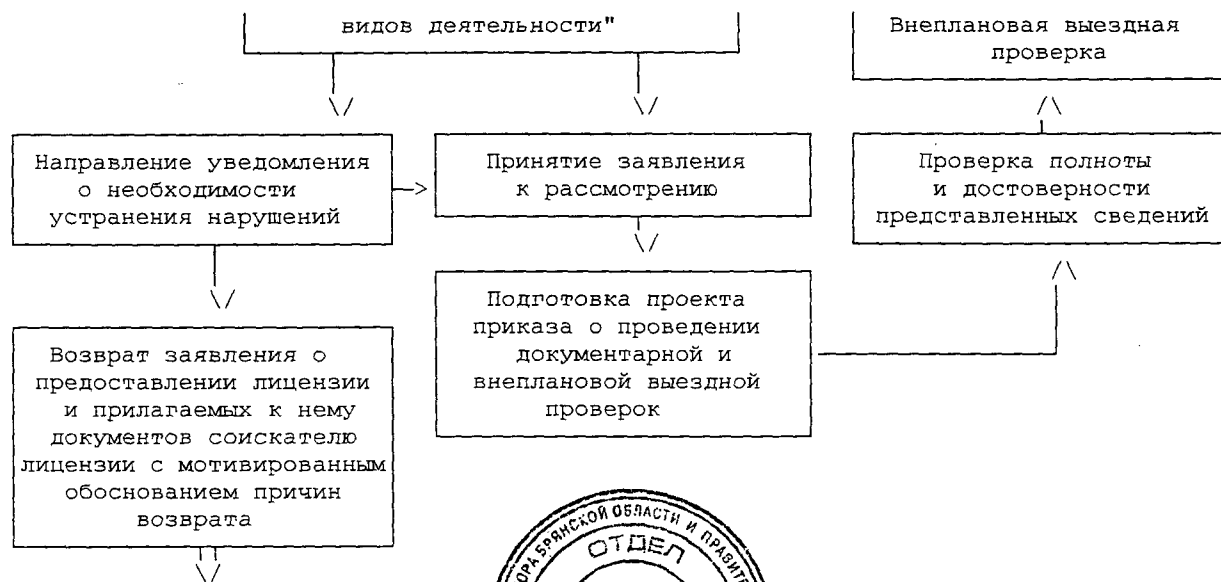 видов деятельности"
Внеплановая выездная
проверка
Направление уведомления
о необходимости
устранения нарушений
Принятие заявления
к рассмотрению
Проверка полноты
и достоверности
представленных сведений
Подготовка проекта
приказа о проведении
документарной и
внеплановой выездной
проверок
Возврат заявления о
предоставлении лицензии
и прилагаемых к нему
документов соискателю
лицензии с мотивированным
обоснованием причин
возврата
БРЯНСКОЙ ОБЛАСТИ И
ОТДЕЛ